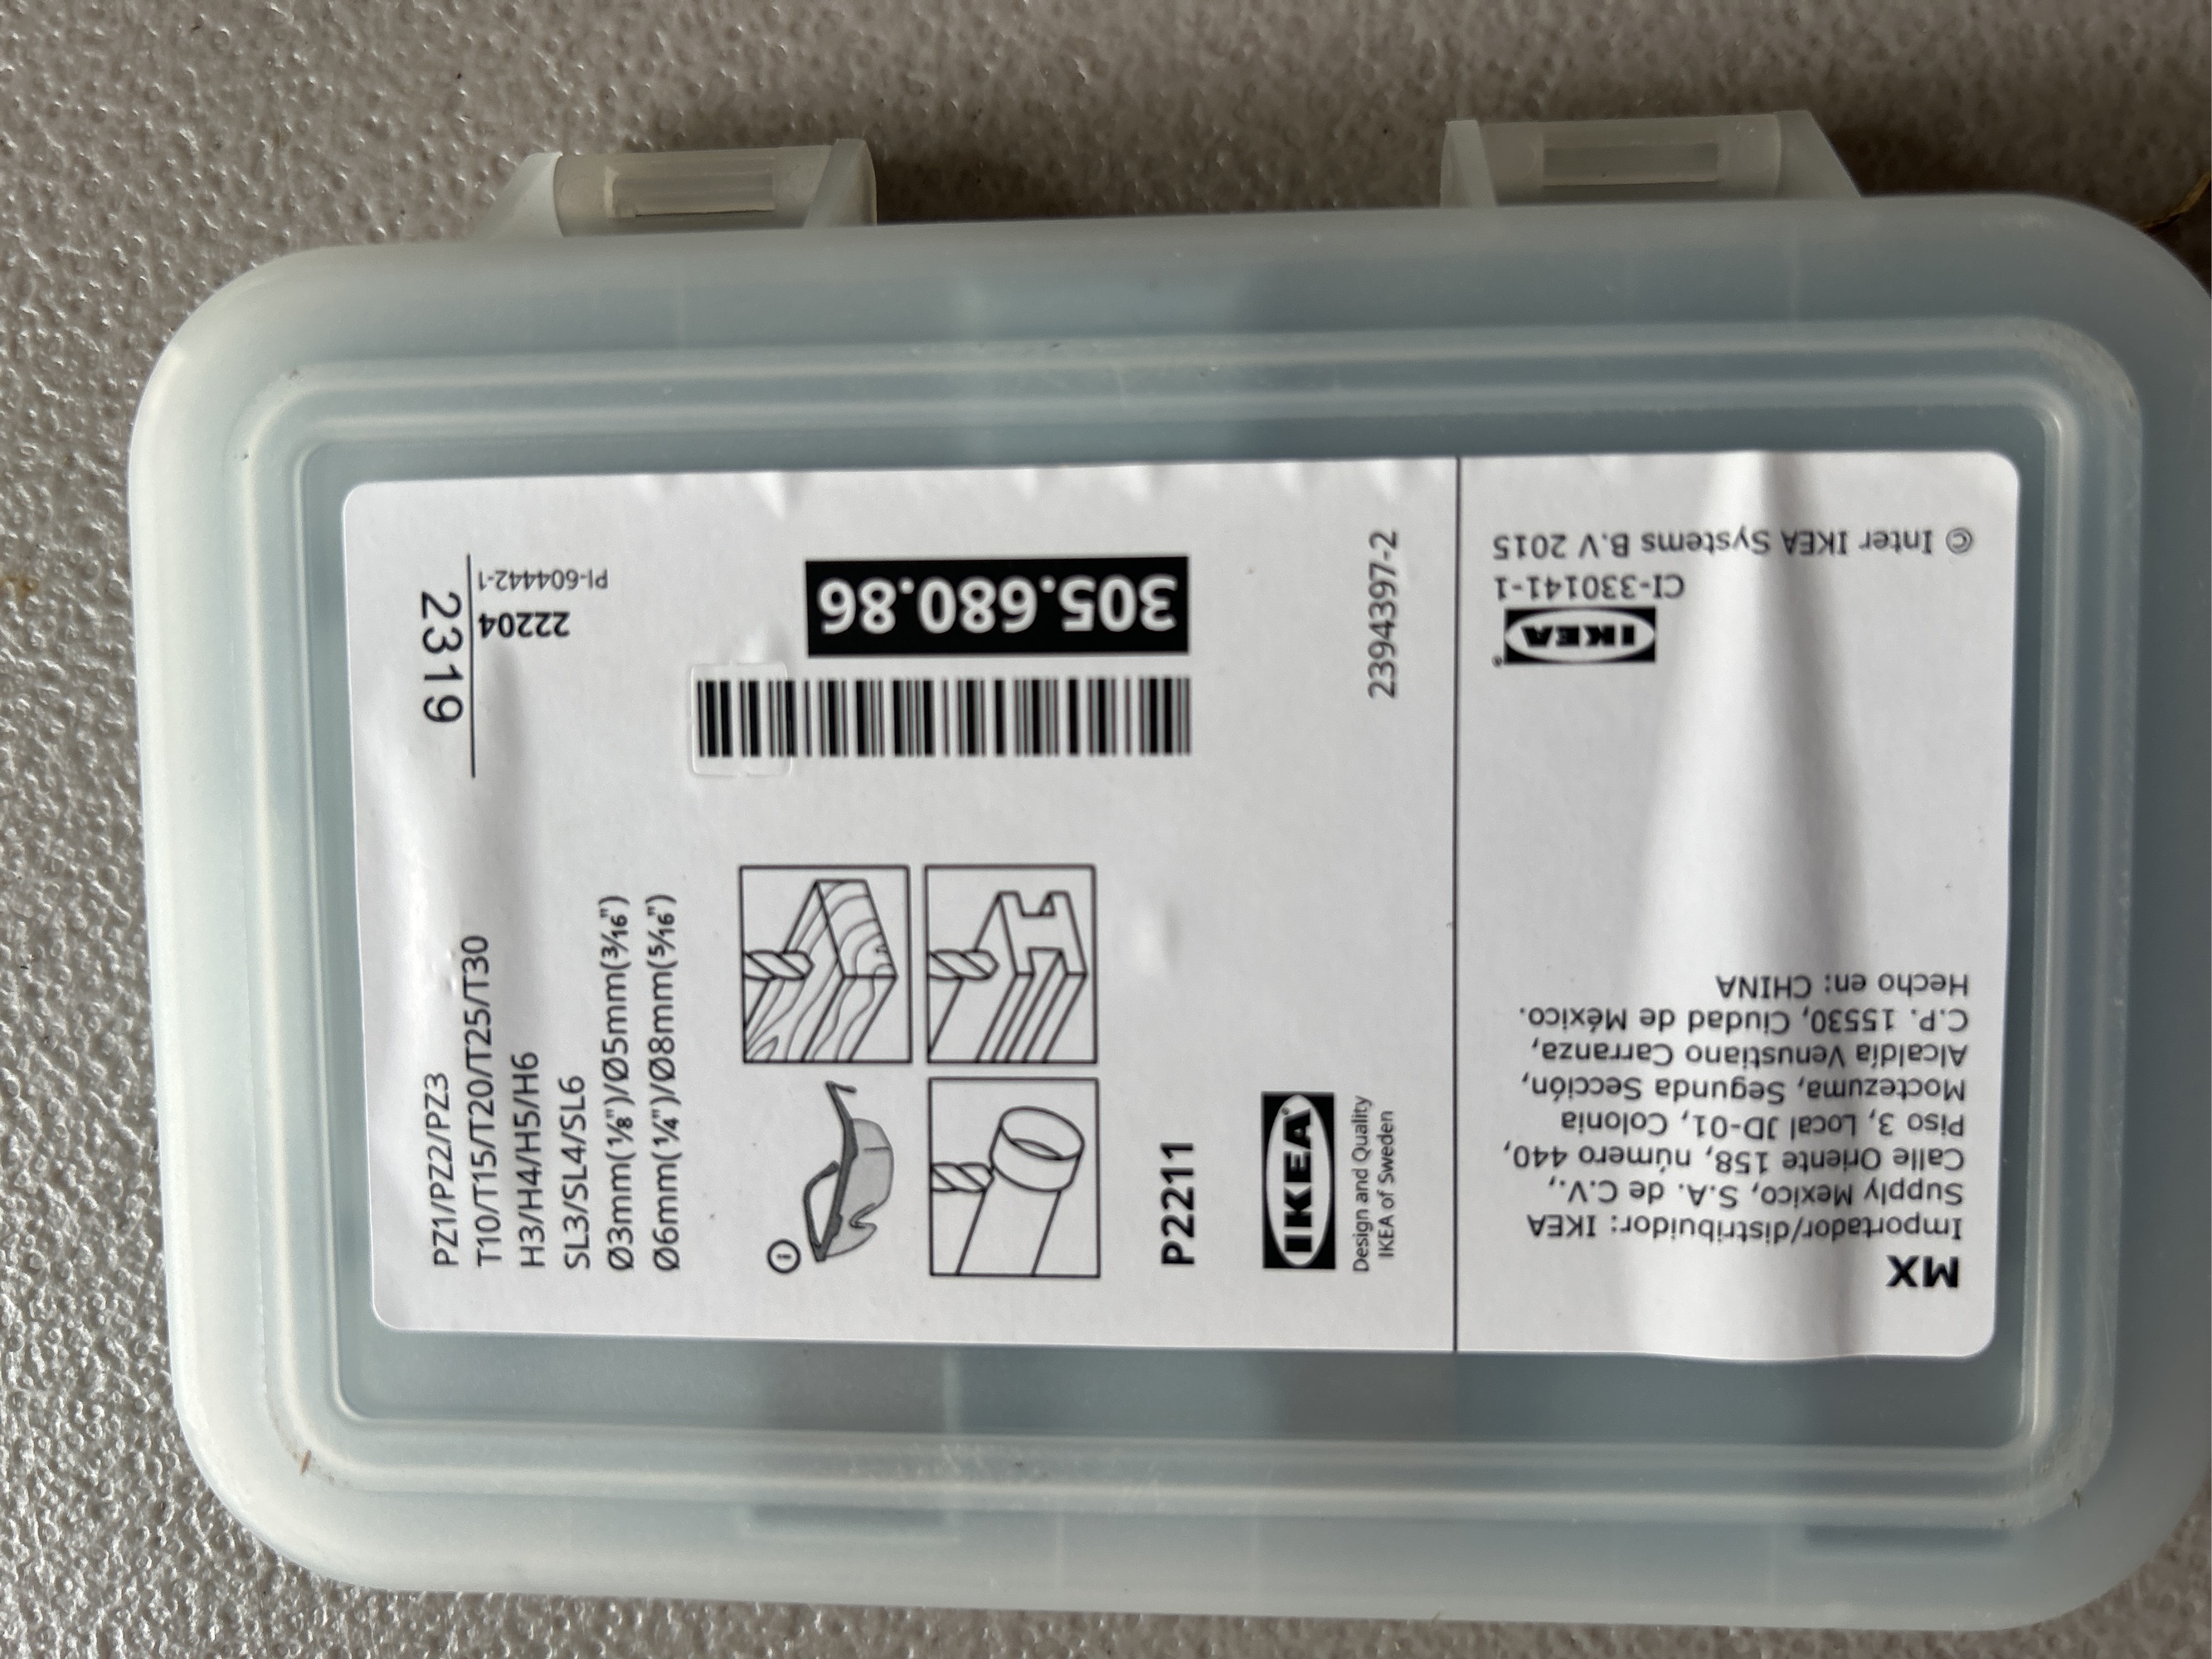 PZ1/PZ2/PZ3
T10/T15/T20/T25/T30
H3/H4/H5/H6
SL3/SL4/SL6
Ø3mm(⅛")/Ø5mm(3⁄16")
Ø6mm(¼")/Ø8mm(5⁄16")
P2211
IKEA®
Design and Quality
IKEA of Sweden
2319
22204
PI-604442-1
305.680.86
2394397-2
MX
Importador/distribuidor: IKEA
Supply Mexico, S.A. de C.V.,
Calle Oriente 158, número 440,
Piso 3, Local JD-01, Colonia
Moctezuma, Segunda Sección,
Alcaldía Venustiano Carranza,
C.P. 15530, Ciudad de México.
Hecho en: CHINA
IKEA®
CI-330141-1
© Inter IKEA Systems B.V 2015